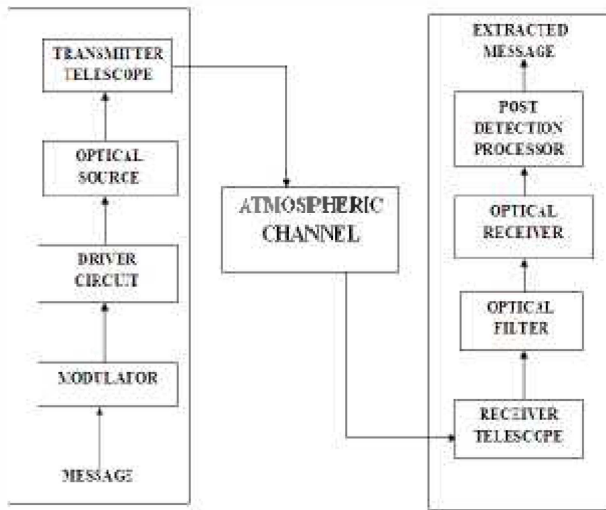 TRANSMITTER
TELESCOPE
OPTICAL
SOURCE
DRIVER
CIRCUIT
MODULATOR
MESSAGE
ATMOSPHERIC
CHANNEL
EXTRACTED
MESSAGE
POST
DETECTION
PROCESSOR
OPTICAL
RECEIVER
OPTICAL
FILTER
RECEIVER
TELESCOPE